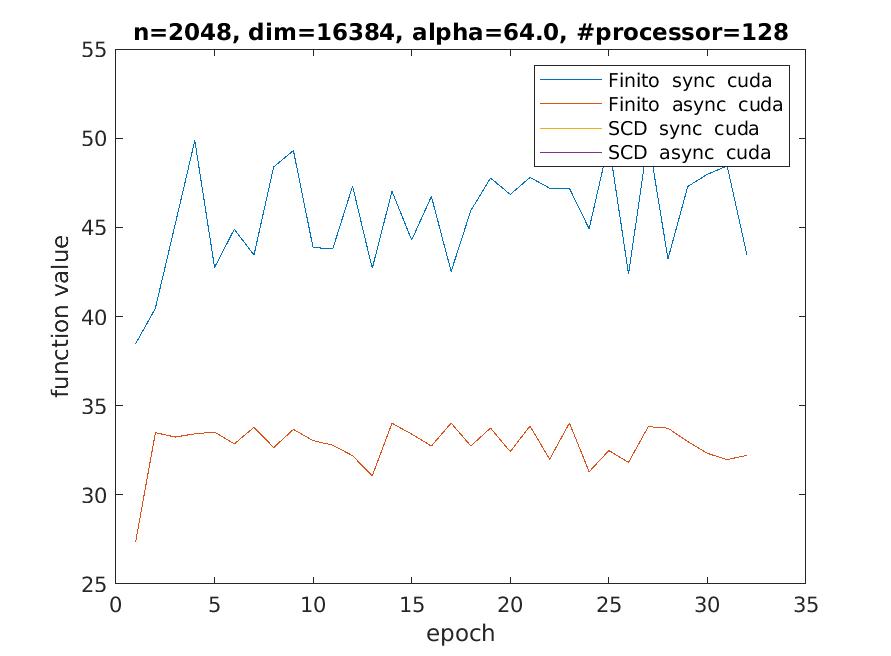 n=2048, dim=16384, alpha=64.0, #processor=128
55
50
45
40
35
30
25
function value
Finito sync cuda
Finito async cuda
SCD sync cuda
SCD async cuda
0 5 10 15 20 25 30 35
epoch